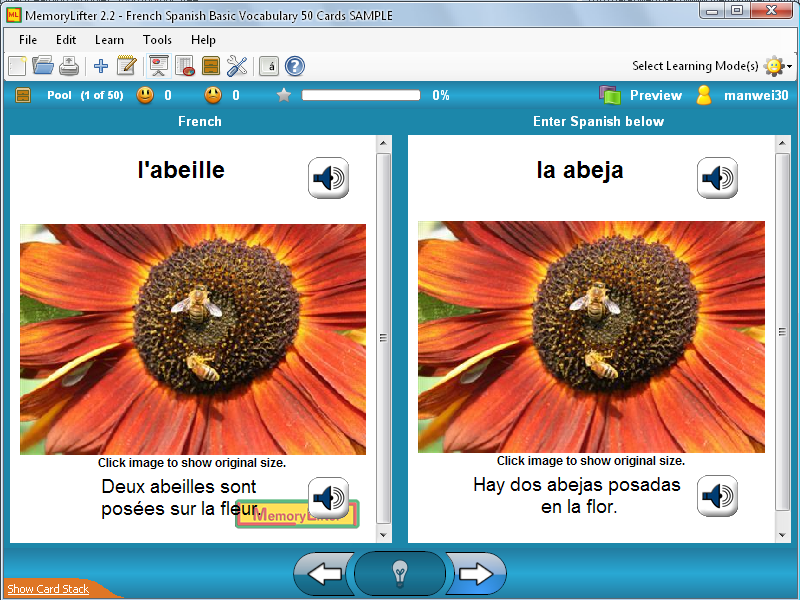 ML MemoryLifter 2.2 - French Spanish Basic Vocabulary 50 Cards SAMPLE
File Edit Learn Tools Help
á ? Select Learning Mode(s)
Pool (1 of 50) 0 0 0% Preview manwei30
French
Enter Spanish below
l'abeille
Click image to show original size.
Deux abeilles sont
posées sur la fleur.
MemoryLifter
la abeja
Click image to show original size.
Hay dos abejas posadas
en la flor.
Show Card Stack